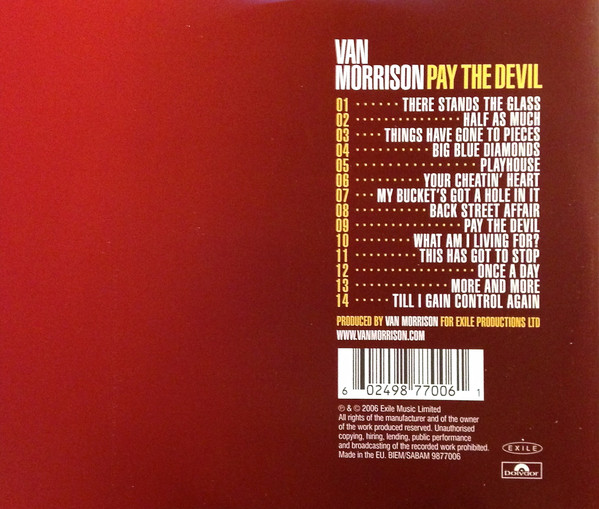 VAN
MORRISON PAY THE DEVIL
01 · · · · · · THERE STANDS THE GLASS
02 · · · · · · · · · · · · · · · HALF AS MUCH
03 · · · · THINGS HAVE GONE TO PIECES
04 · · · · · · · · · · BIG BLUE DIAMONDS
05 · · · · · · · · · · · · · · · · · PLAYHOUSE
06 · · · · · · · · · YOUR CHEATIN' HEART
07 · · · MY BUCKET'S GOT A HOLE IN IT
08 · · · · · · · · · · BACK STREET AFFAIR
09 · · · · · · · · · · · · · · · PAY THE DEVIL
10 · · · · · · · · WHAT AM I LIVING FOR?
11 · · · · · · · · · THIS HAS GOT TO STOP
12 · · · · · · · · · · · · · · · · · ONCE A DAY
13 · · · · · · · · · · · · · MORE AND MORE
14 · · · · · TILL I GAIN CONTROL AGAIN
PRODUCED BY VAN MORRISON FOR EXILE PRODUCTIONS LTD
WWW.VANMORRISON.COM
6 02498 77006 1
℗ & © 2006 Exile Music Limited
All rights of the manufacturer and of the owner
of the work produced reserved. Unauthorised
copying, hiring, lending, public performance
and broadcasting of the recorded work prohibited.
Made in the EU. BIEM/SABAM 9877006
EXILE
Polydor